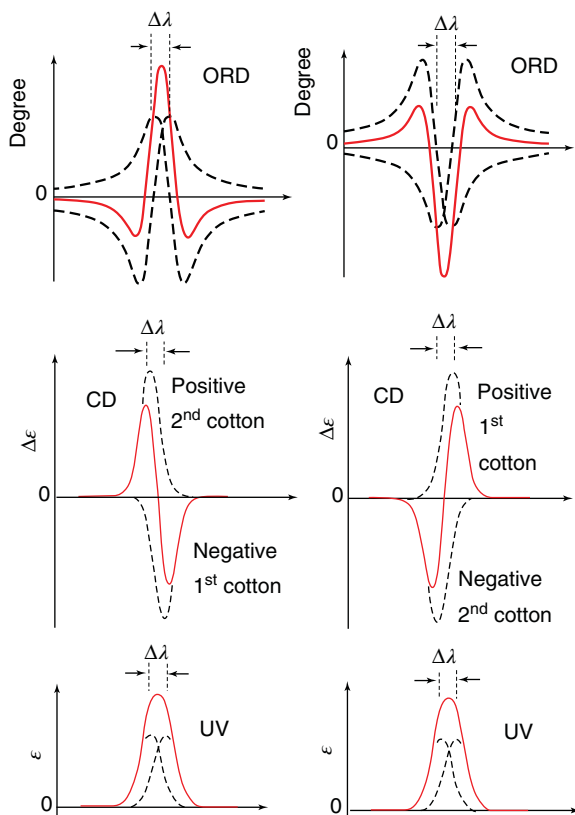 Δλ
ORD
Degree
0
Δλ
ORD
Degree
0
Δλ
CD
Positive
2nd cotton
Δε
0
Negative
1st cotton
Δλ
CD
Positive
1st
cotton
Δε
0
Negative
2nd cotton
Δλ
UV
ε
0
Δλ
UV
ε
0